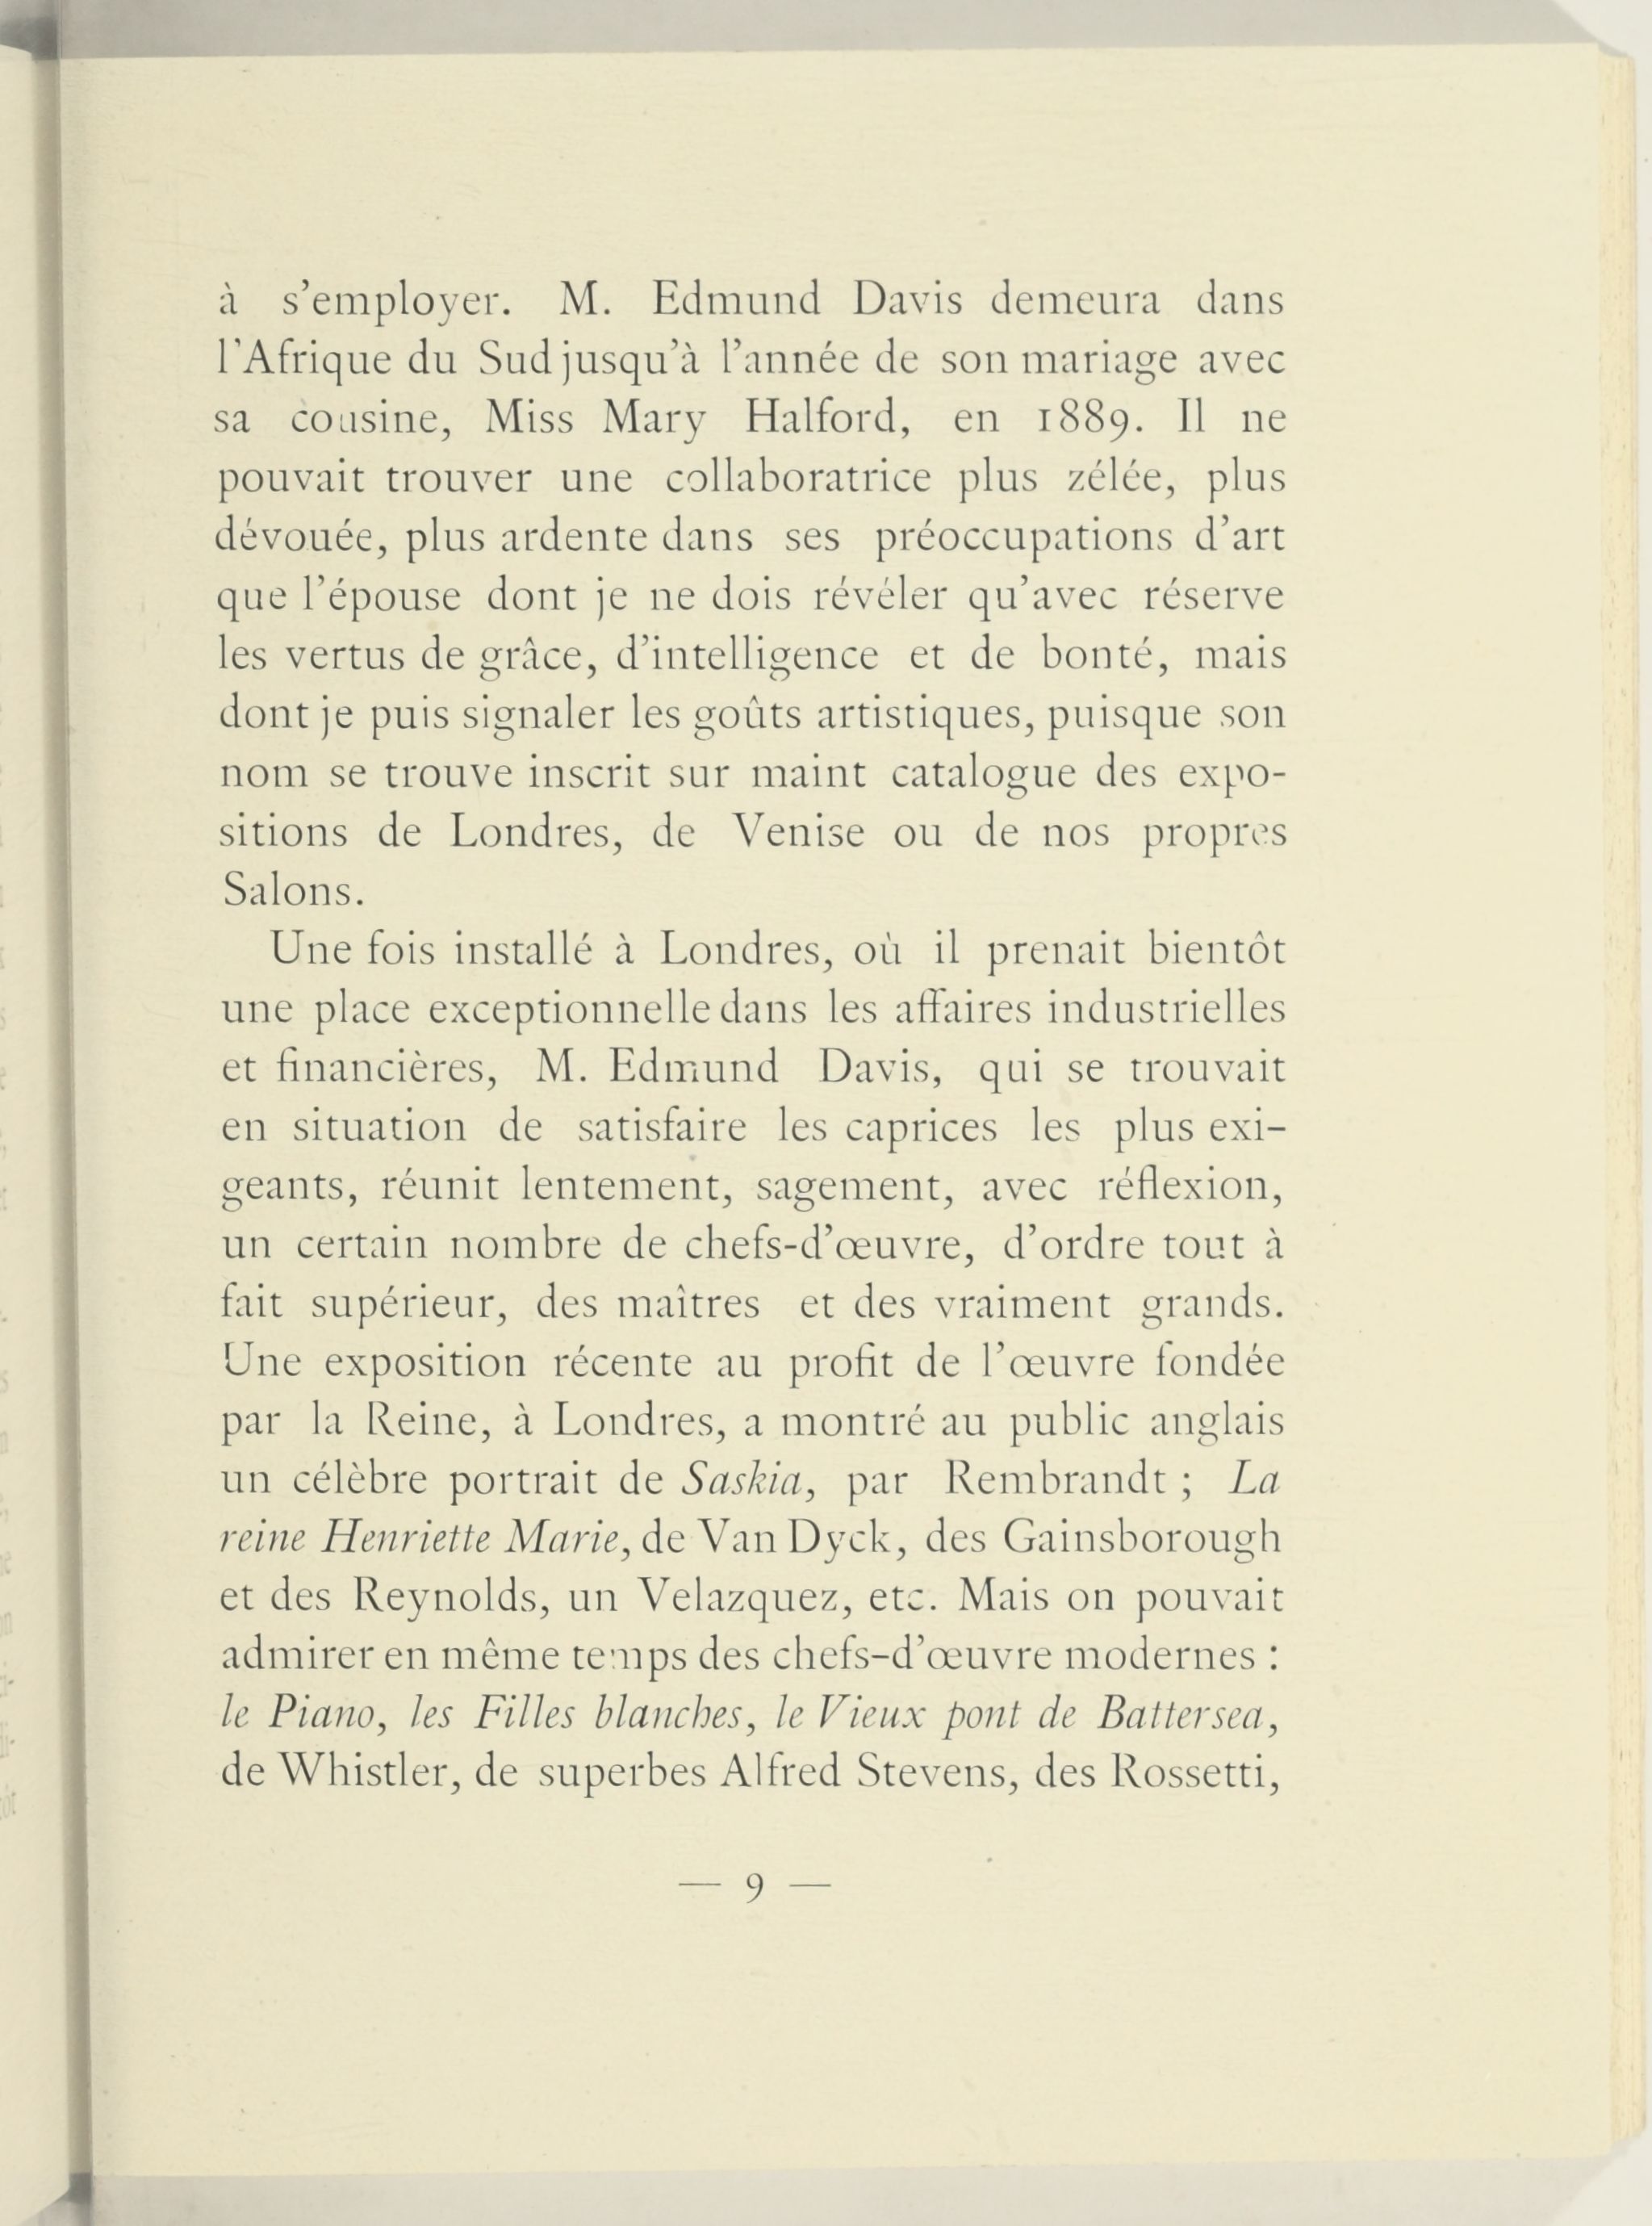 à s'employer. M. Edmund Davis demeura dans
l'Afrique du Sud jusqu'à l'année de son mariage avec
sa cousine, Miss Mary Halford, en 1889. Il ne
pouvait trouver une collaboratrice plus zélée, plus
dévouée, plus ardente dans ses préoccupations d'art
que l'épouse dont je ne dois révéler qu'avec réserve
les vertus de grâce, d'intelligence et de bonté, mais
dont je puis signaler les goûts artistiques, puisque son
nom se trouve inscrit sur maint catalogue des expo-
sitions de Londres, de Venise ou de nos propres
Salons.
Une fois installé à Londres, où il prenait bientôt
une place exceptionnelle dans les affaires industrielles
et financières, M. Edmund Davis, qui se trouvait
en situation de satisfaire les caprices les plus exi-
geants, réunit lentement, sagement, avec réflexion,
un certain nombre de chefs-d'œuvre, d'ordre tout à
fait supérieur, des maîtres et des vraiment grands.
Une exposition récente au profit de l'œuvre fondée
par la Reine, à Londres, a montré au public anglais
un célèbre portrait de Saskia, par Rembrandt ; La
reine Henriette Marie, de Van Dyck, des Gainsborough
et des Reynolds, un Velazquez, etc. Mais on pouvait
admirer en même temps des chefs-d'œuvre modernes :
le Piano, les Filles blanches, le Vieux pont de Battersea,
de Whistler, de superbes Alfred Stevens, des Rossetti,
— 9 —